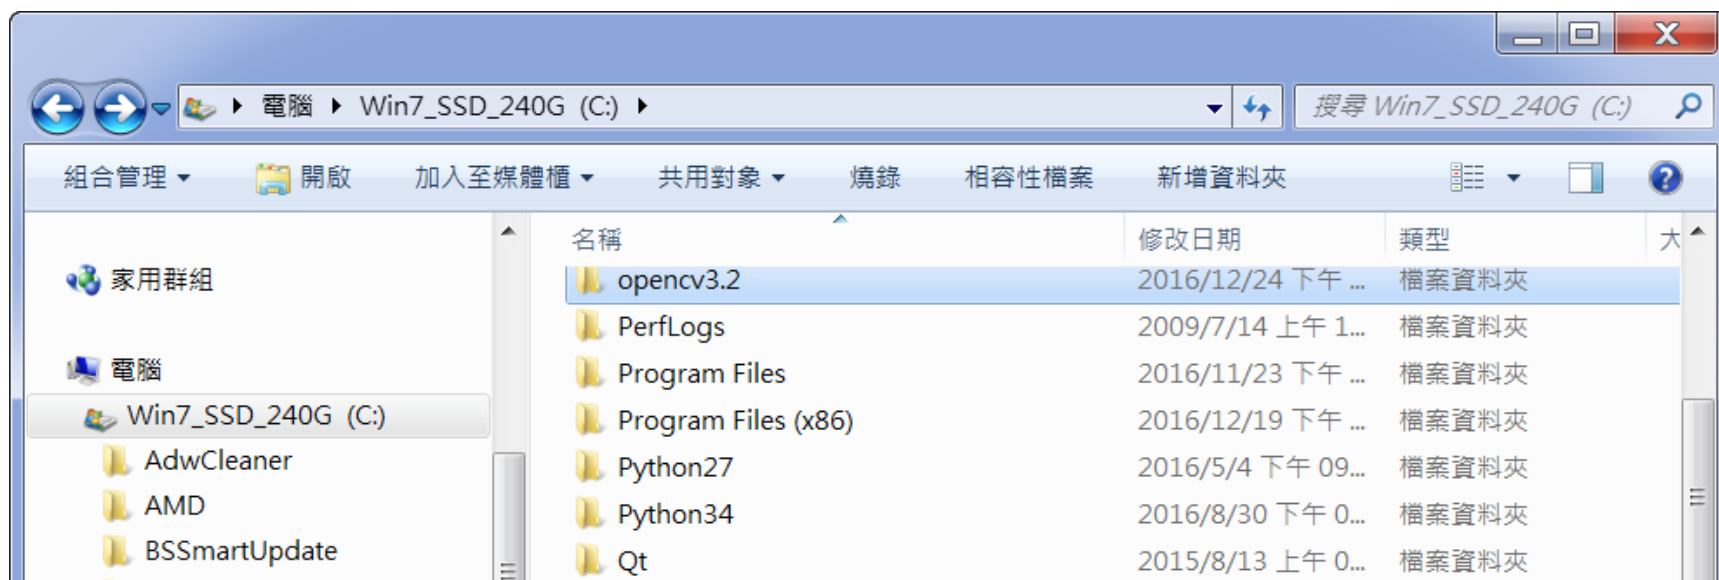 電腦 Win7_SSD_240G (C:) 搜尋 Win7_SSD_240G (C:)
組合管理 開啟 加入至媒體櫃 共用對象 燒錄 相容性檔案 新增資料夾
名稱 修改日期 類型 大
家用群組
電腦
Win7_SSD_240G (C:)
AdwCleaner
AMD
BSSmartUpdate
opencv3.2 2016/12/24 下午 ... 檔案資料夾
PerfLogs 2009/7/14 上午 1... 檔案資料夾
Program Files 2016/11/23 下午 ... 檔案資料夾
Program Files (x86) 2016/12/19 下午 ... 檔案資料夾
Python27 2016/5/4 下午 09... 檔案資料夾
Python34 2016/8/30 下午 0... 檔案資料夾
Qt 2015/8/13 上午 0... 檔案資料夾